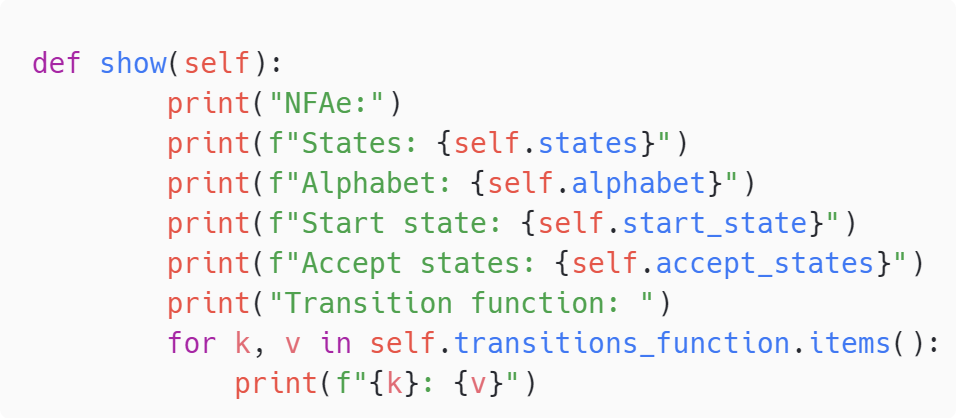 def show(self):
        print("NFAe:")
        print(f"States: {self.states}")
        print(f"Alphabet: {self.alphabet}")
        print(f"Start state: {self.start_state}")
        print(f"Accept states: {self.accept_states}")
        print("Transition function: ")
        for k, v in self.transitions_function.items():
            print(f"{k}: {v}")